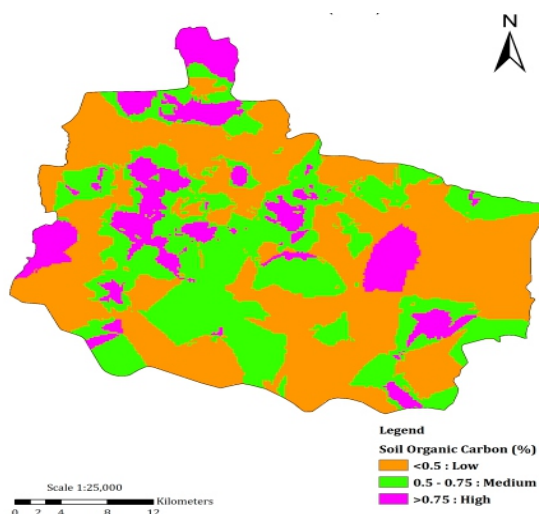 N
Legend
Soil Organic Carbon (%)
<0.5 : Low
0.5 - 0.75 : Medium
>0.75 : High
Scale 1:25,000
Kilometers
0 2 4 8 12